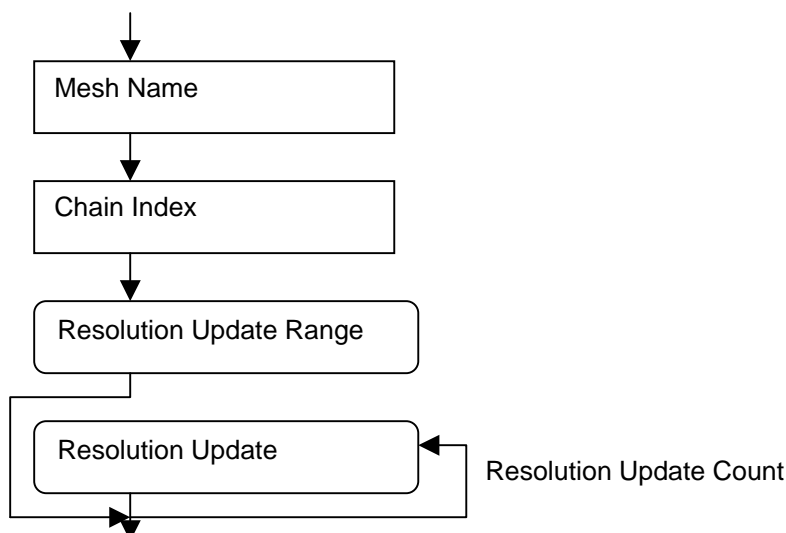 Mesh Name
Chain Index
Resolution Update Range
Resolution Update
Resolution Update Count